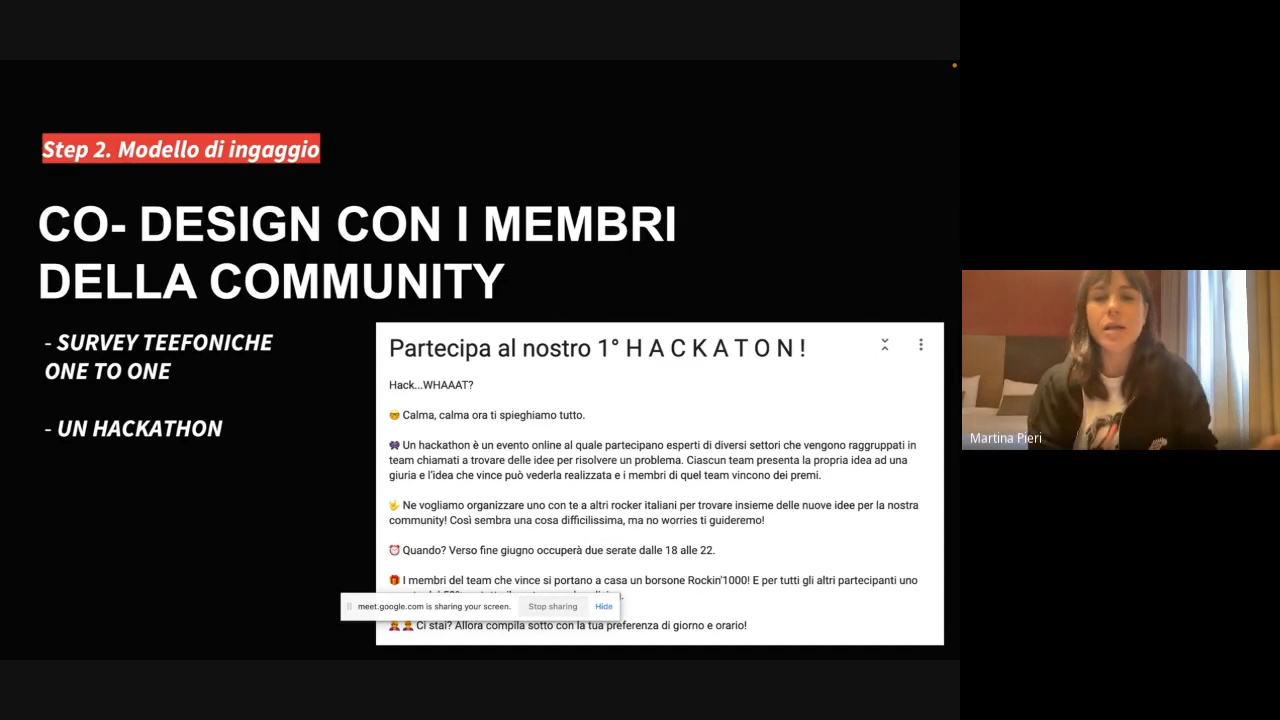 Step 2. Modello di ingaggio
CO- DESIGN CON I MEMBRI
DELLA COMMUNITY
- SURVEY TEEFONICHE
ONE TO ONE
- UN HACKATHON
Partecipa al nostro 1° H A C K A T O N !
Hack...WHAAAT?
🤓 Calma, calma ora ti spieghiamo tutto.
Un hackathon è un evento online al quale partecipano esperti di diversi settori che vengono raggruppati in
team chiamati a trovare delle idee per risolvere un problema. Ciascun team presenta la propria idea ad una
giuria e l'idea che vince può vederla realizzata e i membri di quel team vincono dei premi.
🤟 Ne vogliamo organizzare uno con te a altri rocker italiani per trovare insieme delle nuove idee per la nostra
community! Così sembra una cosa difficilissima, ma no worries ti guideremo!
⏰ Quando? Verso fine giugno occuperà due serate dalle 18 alle 22.
🎁 I membri del team che vince si portano a casa un borsone Rockin'1000! E per tutti gli altri partecipanti uno
meet.google.com is sharing your screen. Stop sharing Hide
Ci stai? Allora compila sotto con la tua preferenza di giorno e orario!
Martina Pieri